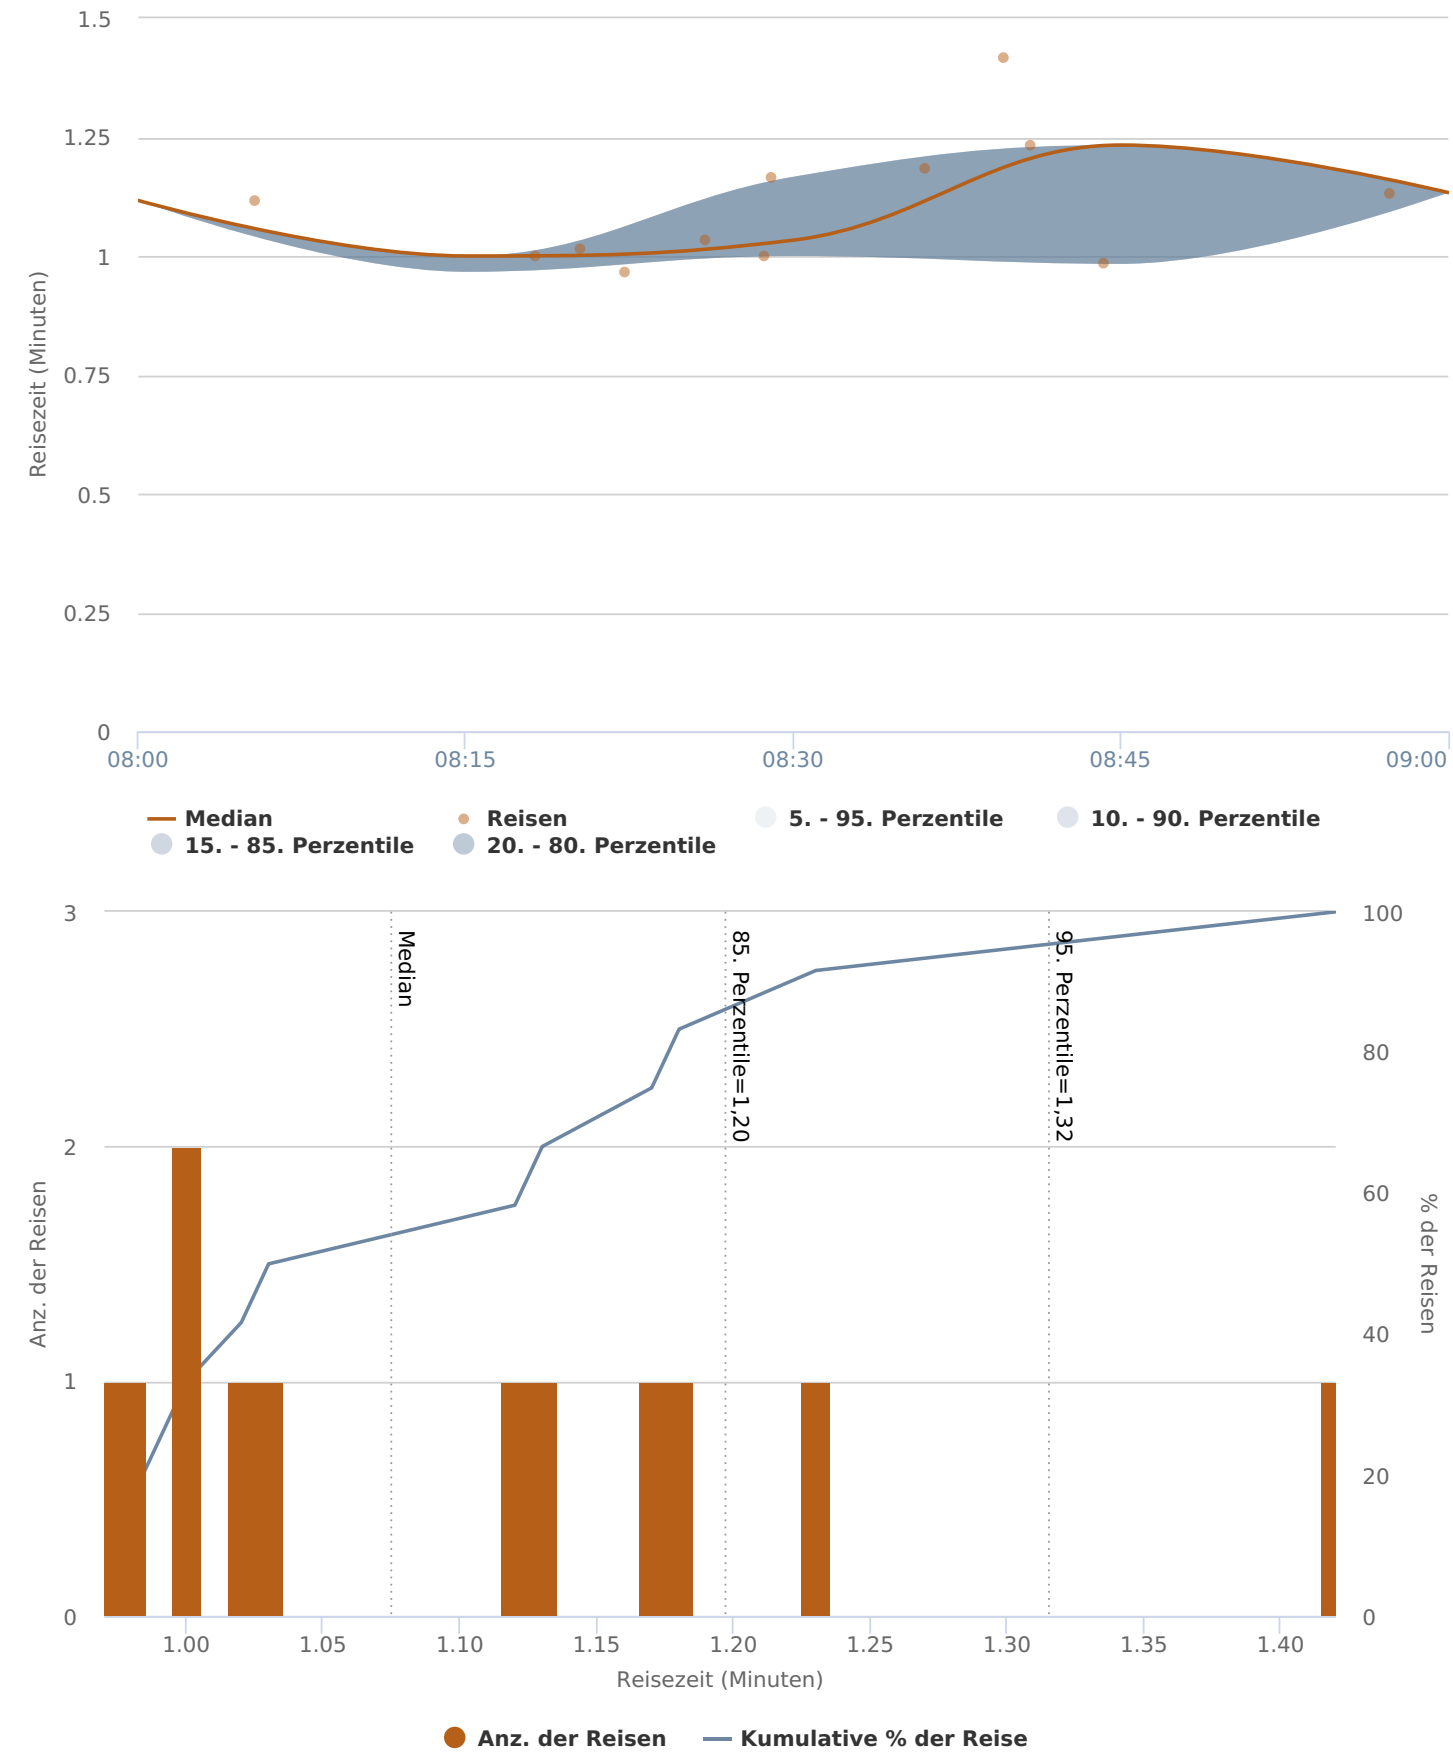 1.5
1.25
1
0.75
0.5
0.25
0
Reisezeit (Minuten)
08:00 08:15 08:30 08:45 09:00
Median Reisen 5. - 95. Perzentile 10. - 90. Perzentile
15. - 85. Perzentile 20. - 80. Perzentile
3
2
1
0
Anz. der Reisen
Median
85. Perzentile=1,20
95. Perzentile=1,32
100
80
60
40
20
0
% der Reisen
1.00 1.05 1.10 1.15 1.20 1.25 1.30 1.35 1.40
Reisezeit (Minuten)
Anz. der Reisen Kumulative % der Reise